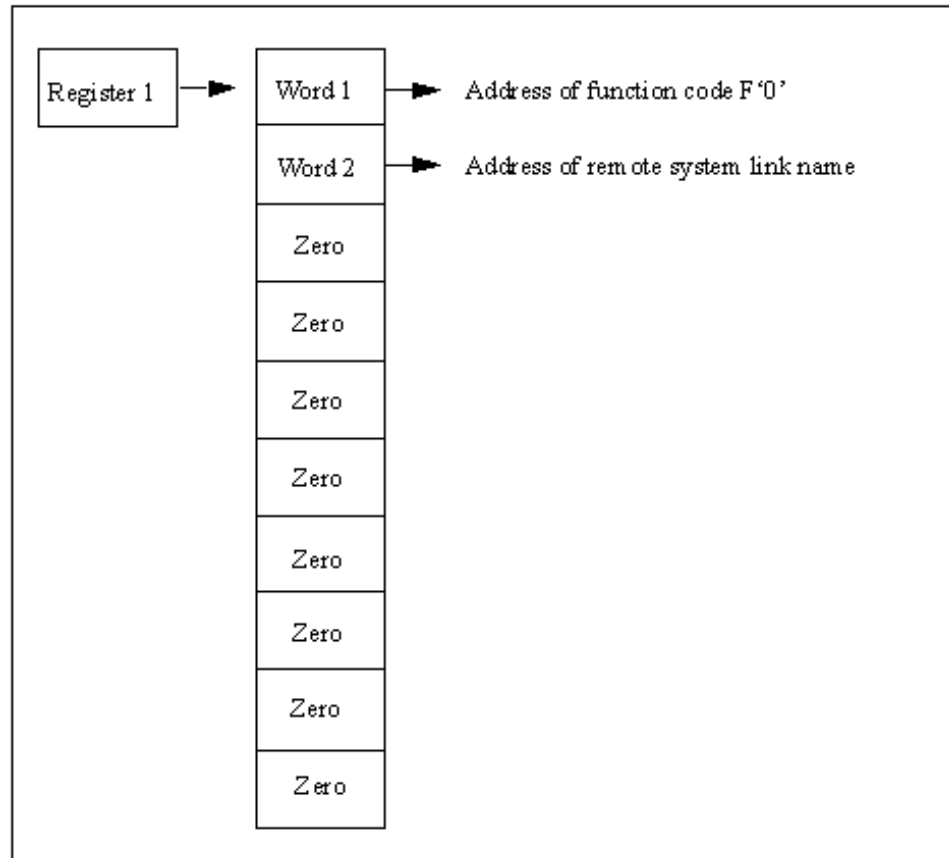 Register 1
Word 1
Address of function code F‘0’
Word 2
Address of remote system link name
Zero
Zero
Zero
Zero
Zero
Zero
Zero
Zero